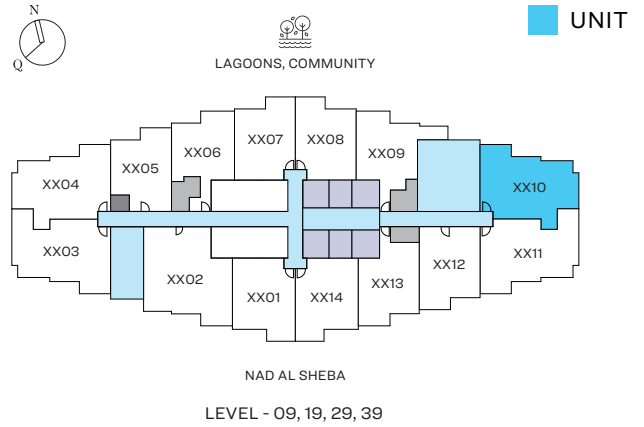 N
Q
UNIT
LAGOONS, COMMUNITY
XX07 XX08
XX06 XX09
XX05
XX04 XX10
XX03 XX11
XX02 XX12
XX13
XX01 XX14
NAD AL SHEBA
LEVEL - 09, 19, 29, 39